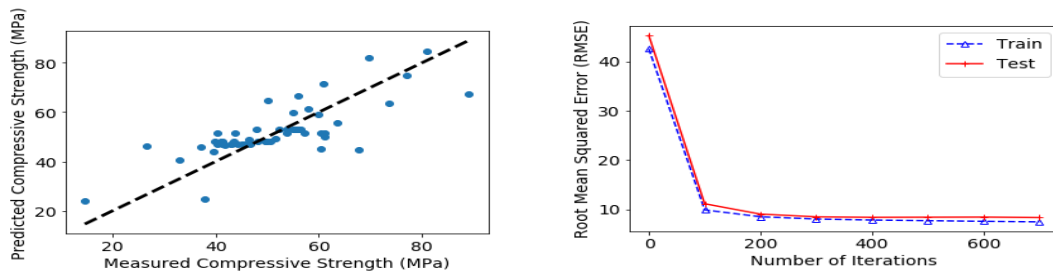 Predicted Compressive Strength (MPa)
80
60
40
20
20
40
60
80
Measured Compressive Strength (MPa)
Root Mean Squared Error (RMSE)
40
30
20
10
0
200
400
600
Number of Iterations
Train
Test